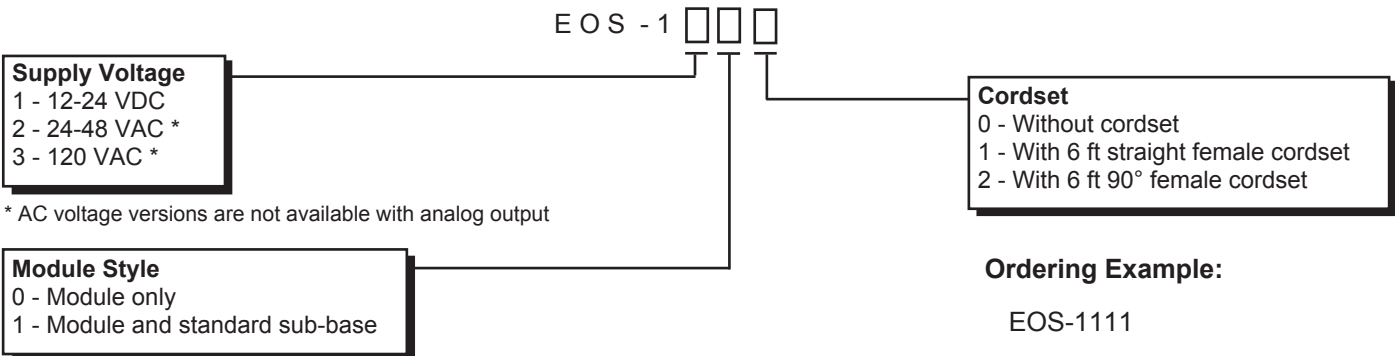 E O S - 1
Supply Voltage
1 - 12-24 VDC
2 - 24-48 VAC *
3 - 120 VAC *
* AC voltage versions are not available with analog output
Module Style
0 - Module only
1 - Module and standard sub-base
Cordset
0 - Without cordset
1 - With 6 ft straight female cordset
2 - With 6 ft 90° female cordset
Ordering Example:
EOS-1111